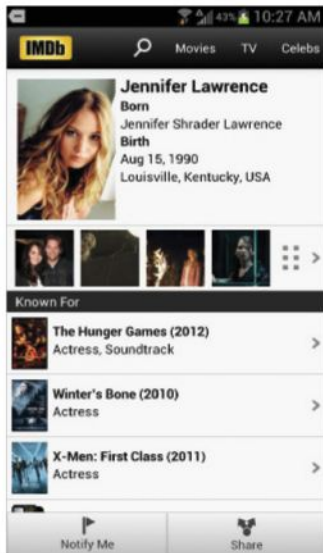 43% 10:27 AM
IMDb Movies TV Celebs
Jennifer Lawrence
Born
Jennifer Shrader Lawrence
Birth
Aug 15, 1990
Louisville, Kentucky, USA
Known For
The Hunger Games (2012)
Actress, Soundtrack
Winter's Bone (2010)
Actress
X-Men: First Class (2011)
Actress
Notify Me Share